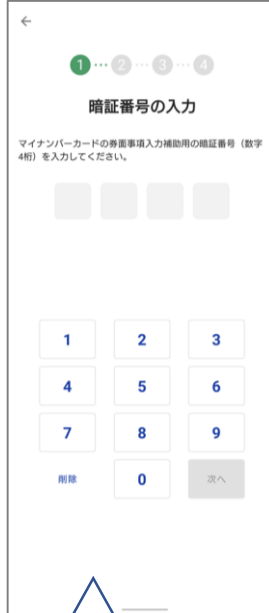 1 2 3 4
暗証番号の入力
マイナンバーカードの券面事項入力補助用の暗証番号（数字
4桁）を入力してください。
1 2 3
4 5 6
7 8 9
削除 0 次へ